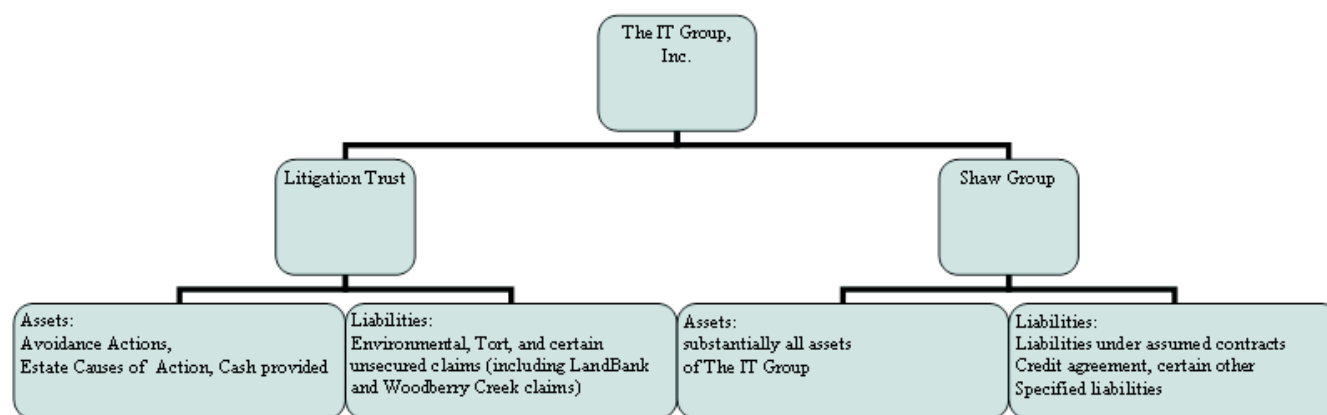 The IT Group,
Inc.
Litigation Trust
Shaw Group
Assets:
Avoidance Actions,
Estate Causes of Action, Cash provided
Liabilities:
Environmental, Tort, and certain
unsecured claims (including LandBank
and Woodberry Creek claims)
Assets:
substantially all assets
of The IT Group
Liabilities:
Liabilities under assumed contracts
Credit agreement, certain other
Specified liabilities